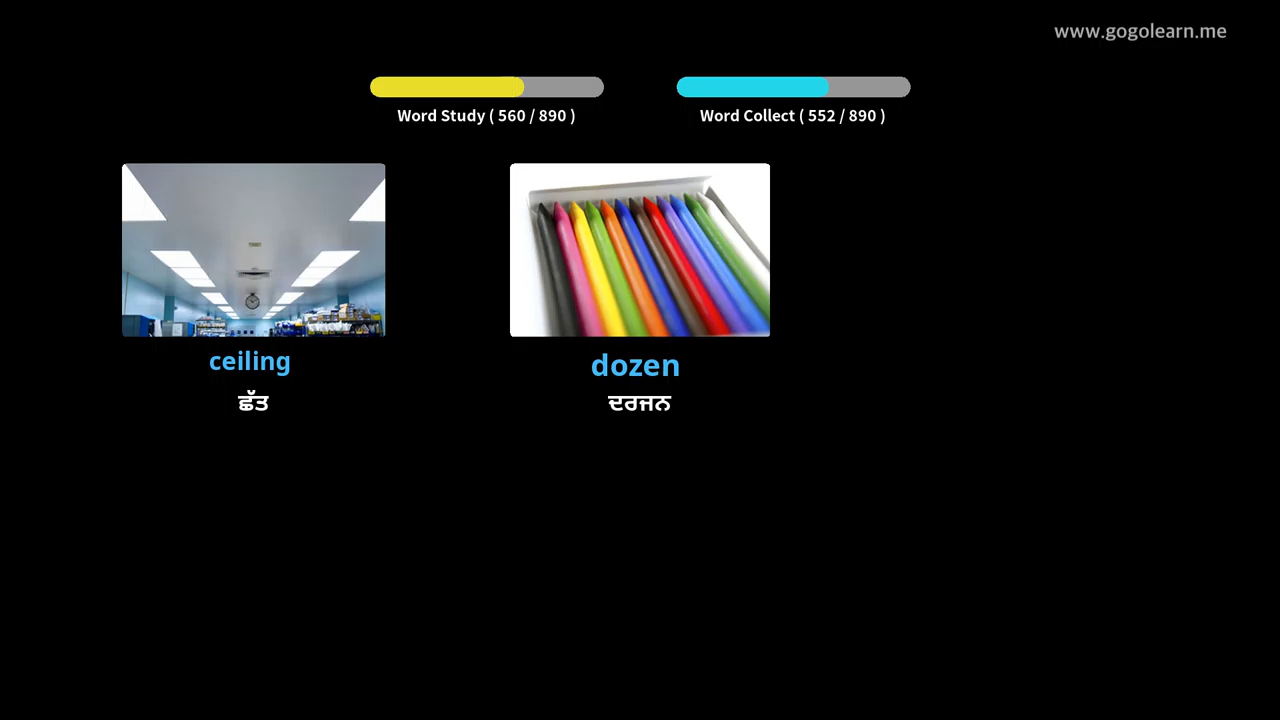 www.gogolearn.me
Word Study ( 560 / 890 )
Word Collect ( 552 / 890 )
ceiling
ਛੱਤ
dozen
ਦਰਜਨ